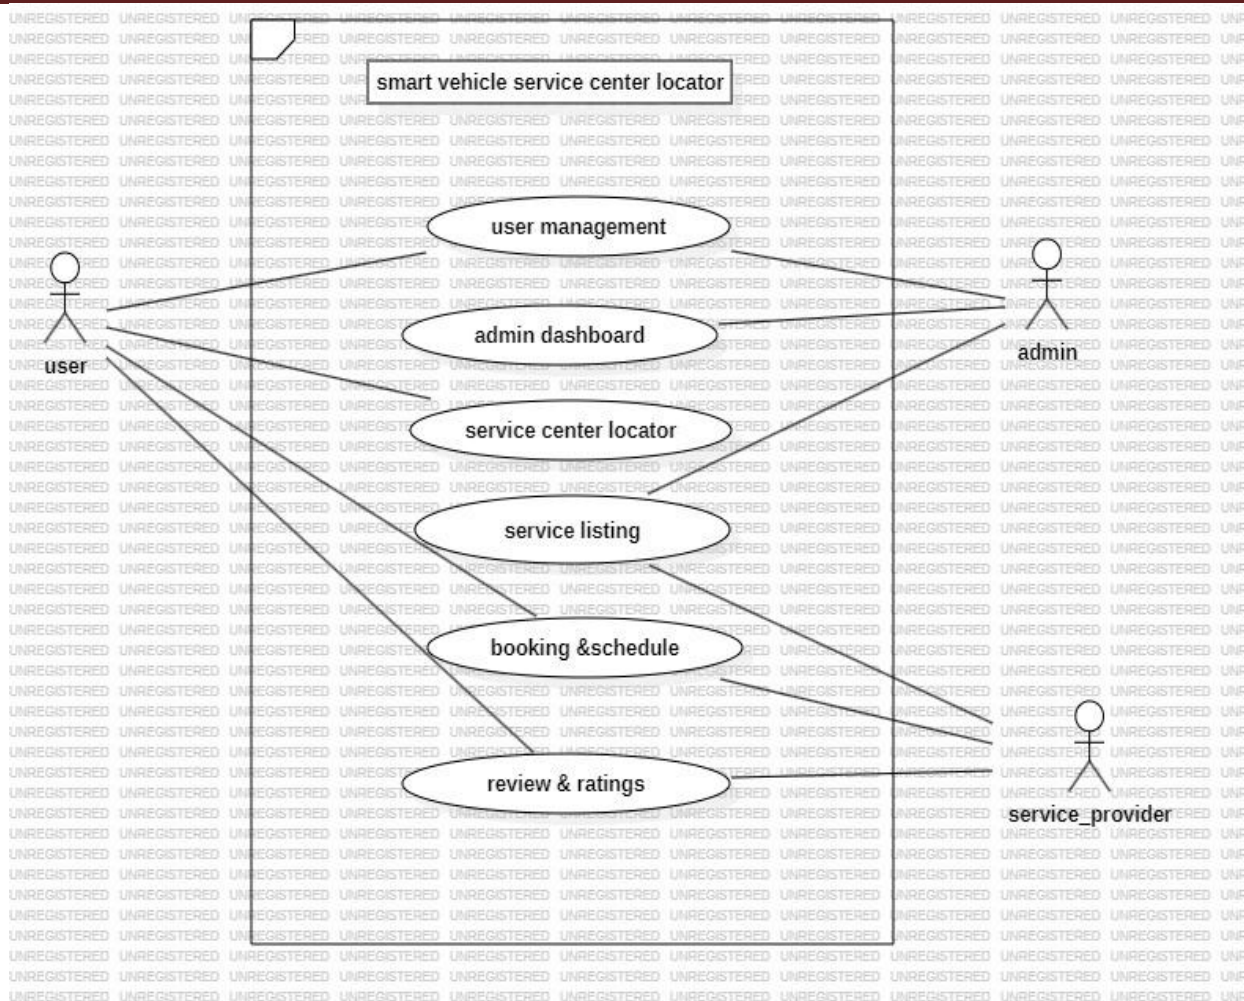 smart vehicle service center locator
user management
admin dashboard
service center locator
service listing
booking &schedule
review & ratings
user
admin
service_provider
UNREGISTERED